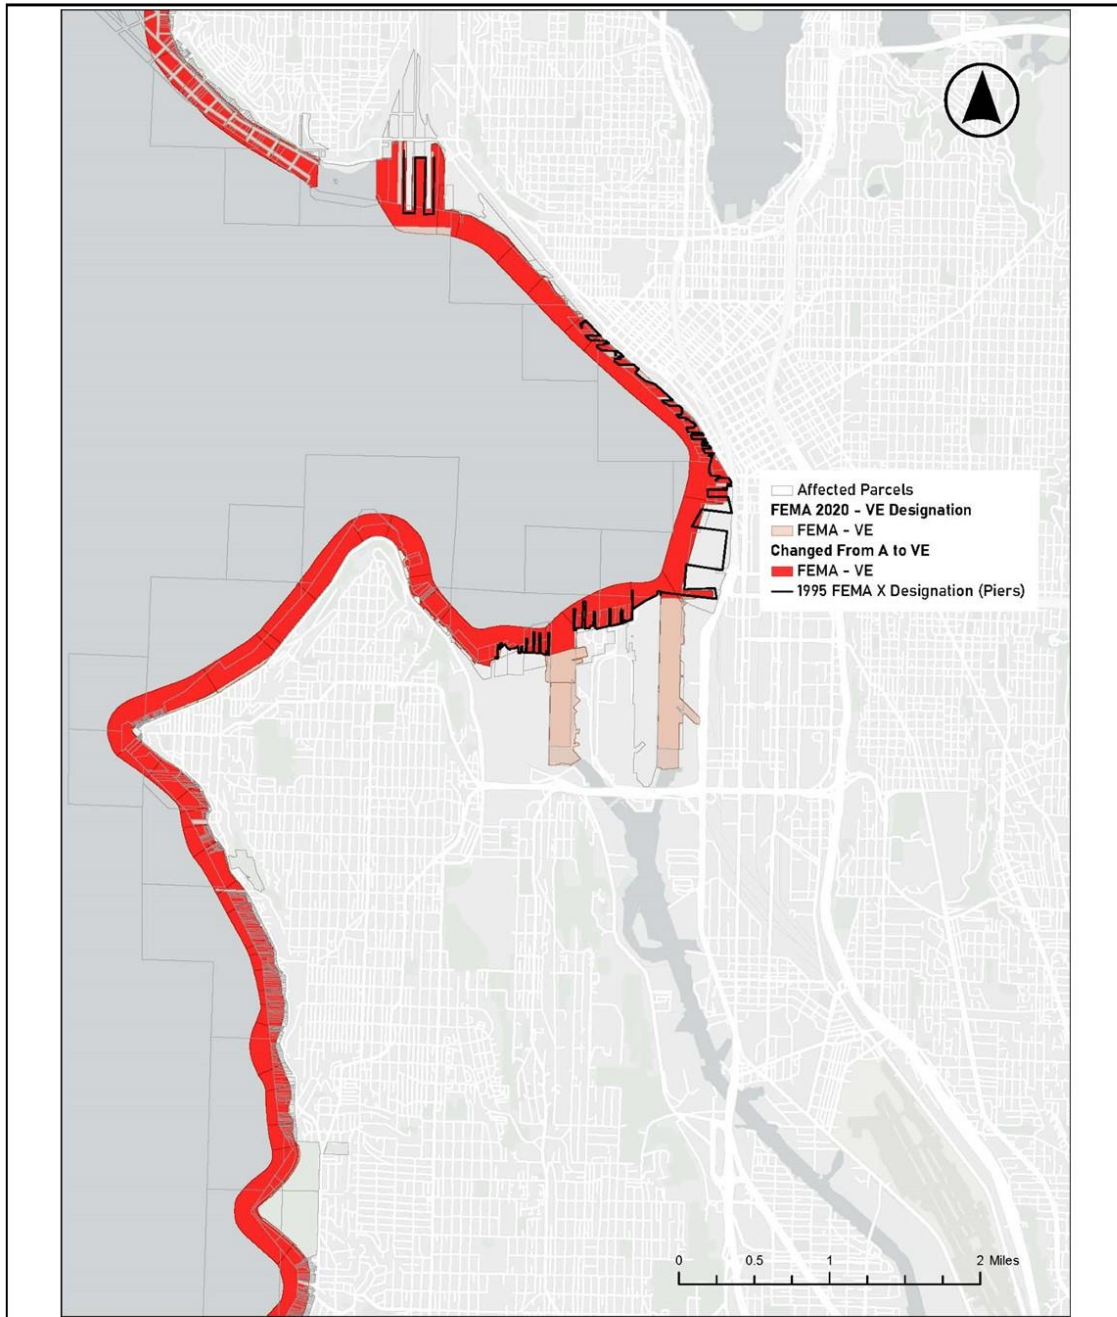 Affected Parcels
FEMA 2020 - VE Designation
FEMA - VE
Changed From A to VE
FEMA - VE
1995 FEMA X Designation (Piers)
0 0.5 1 2 Miles